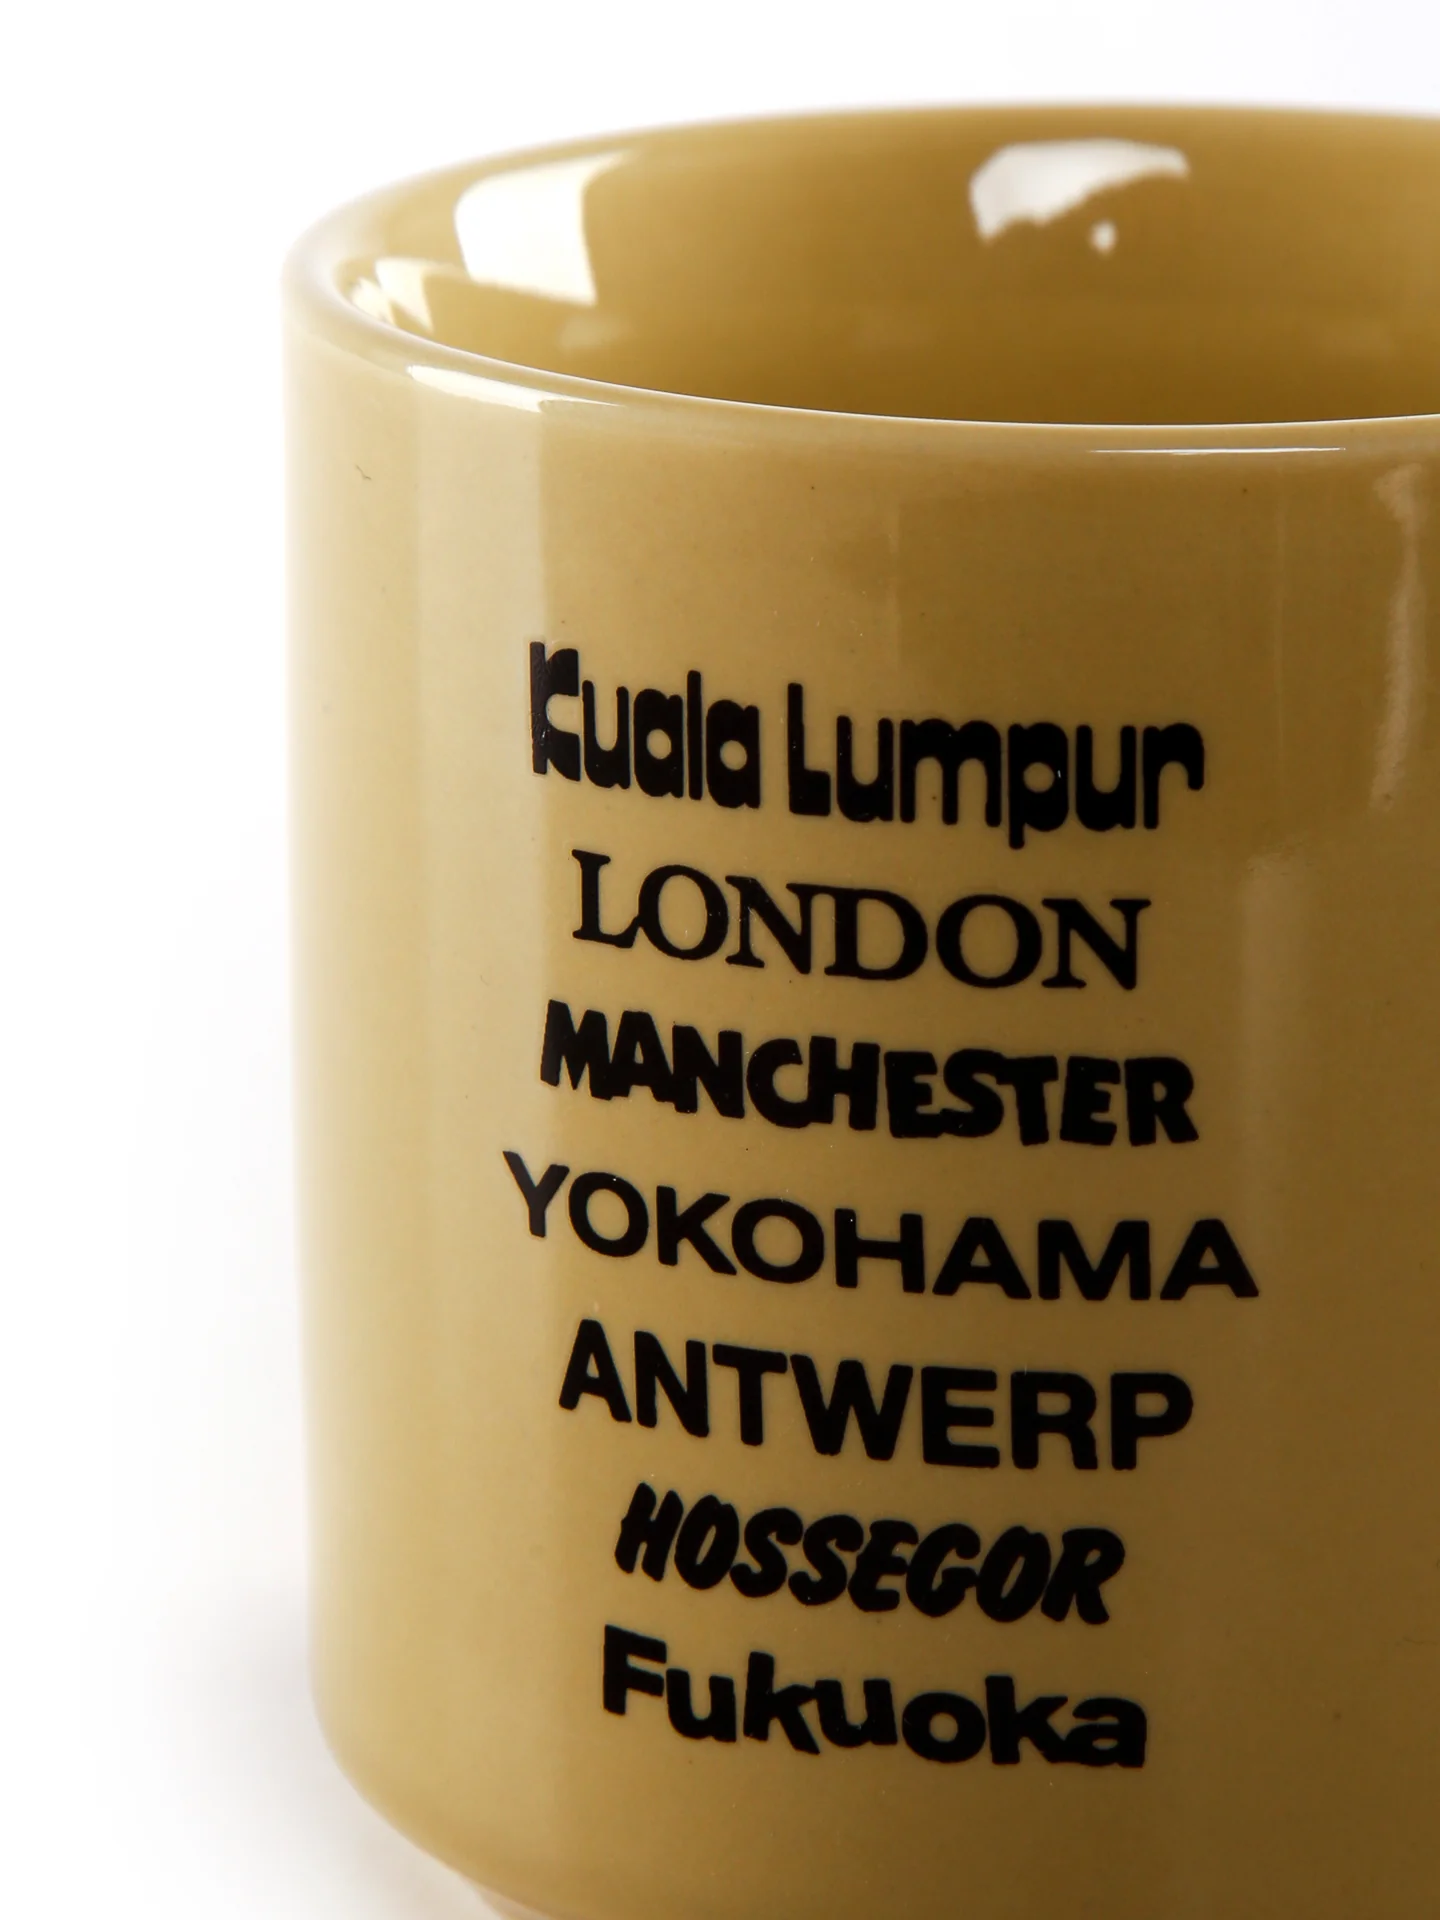 Kuala Lumpur
LONDON
MANCHESTER
YOKOHAMA
ANTWERP
HOSSEGOR
Fukuoka